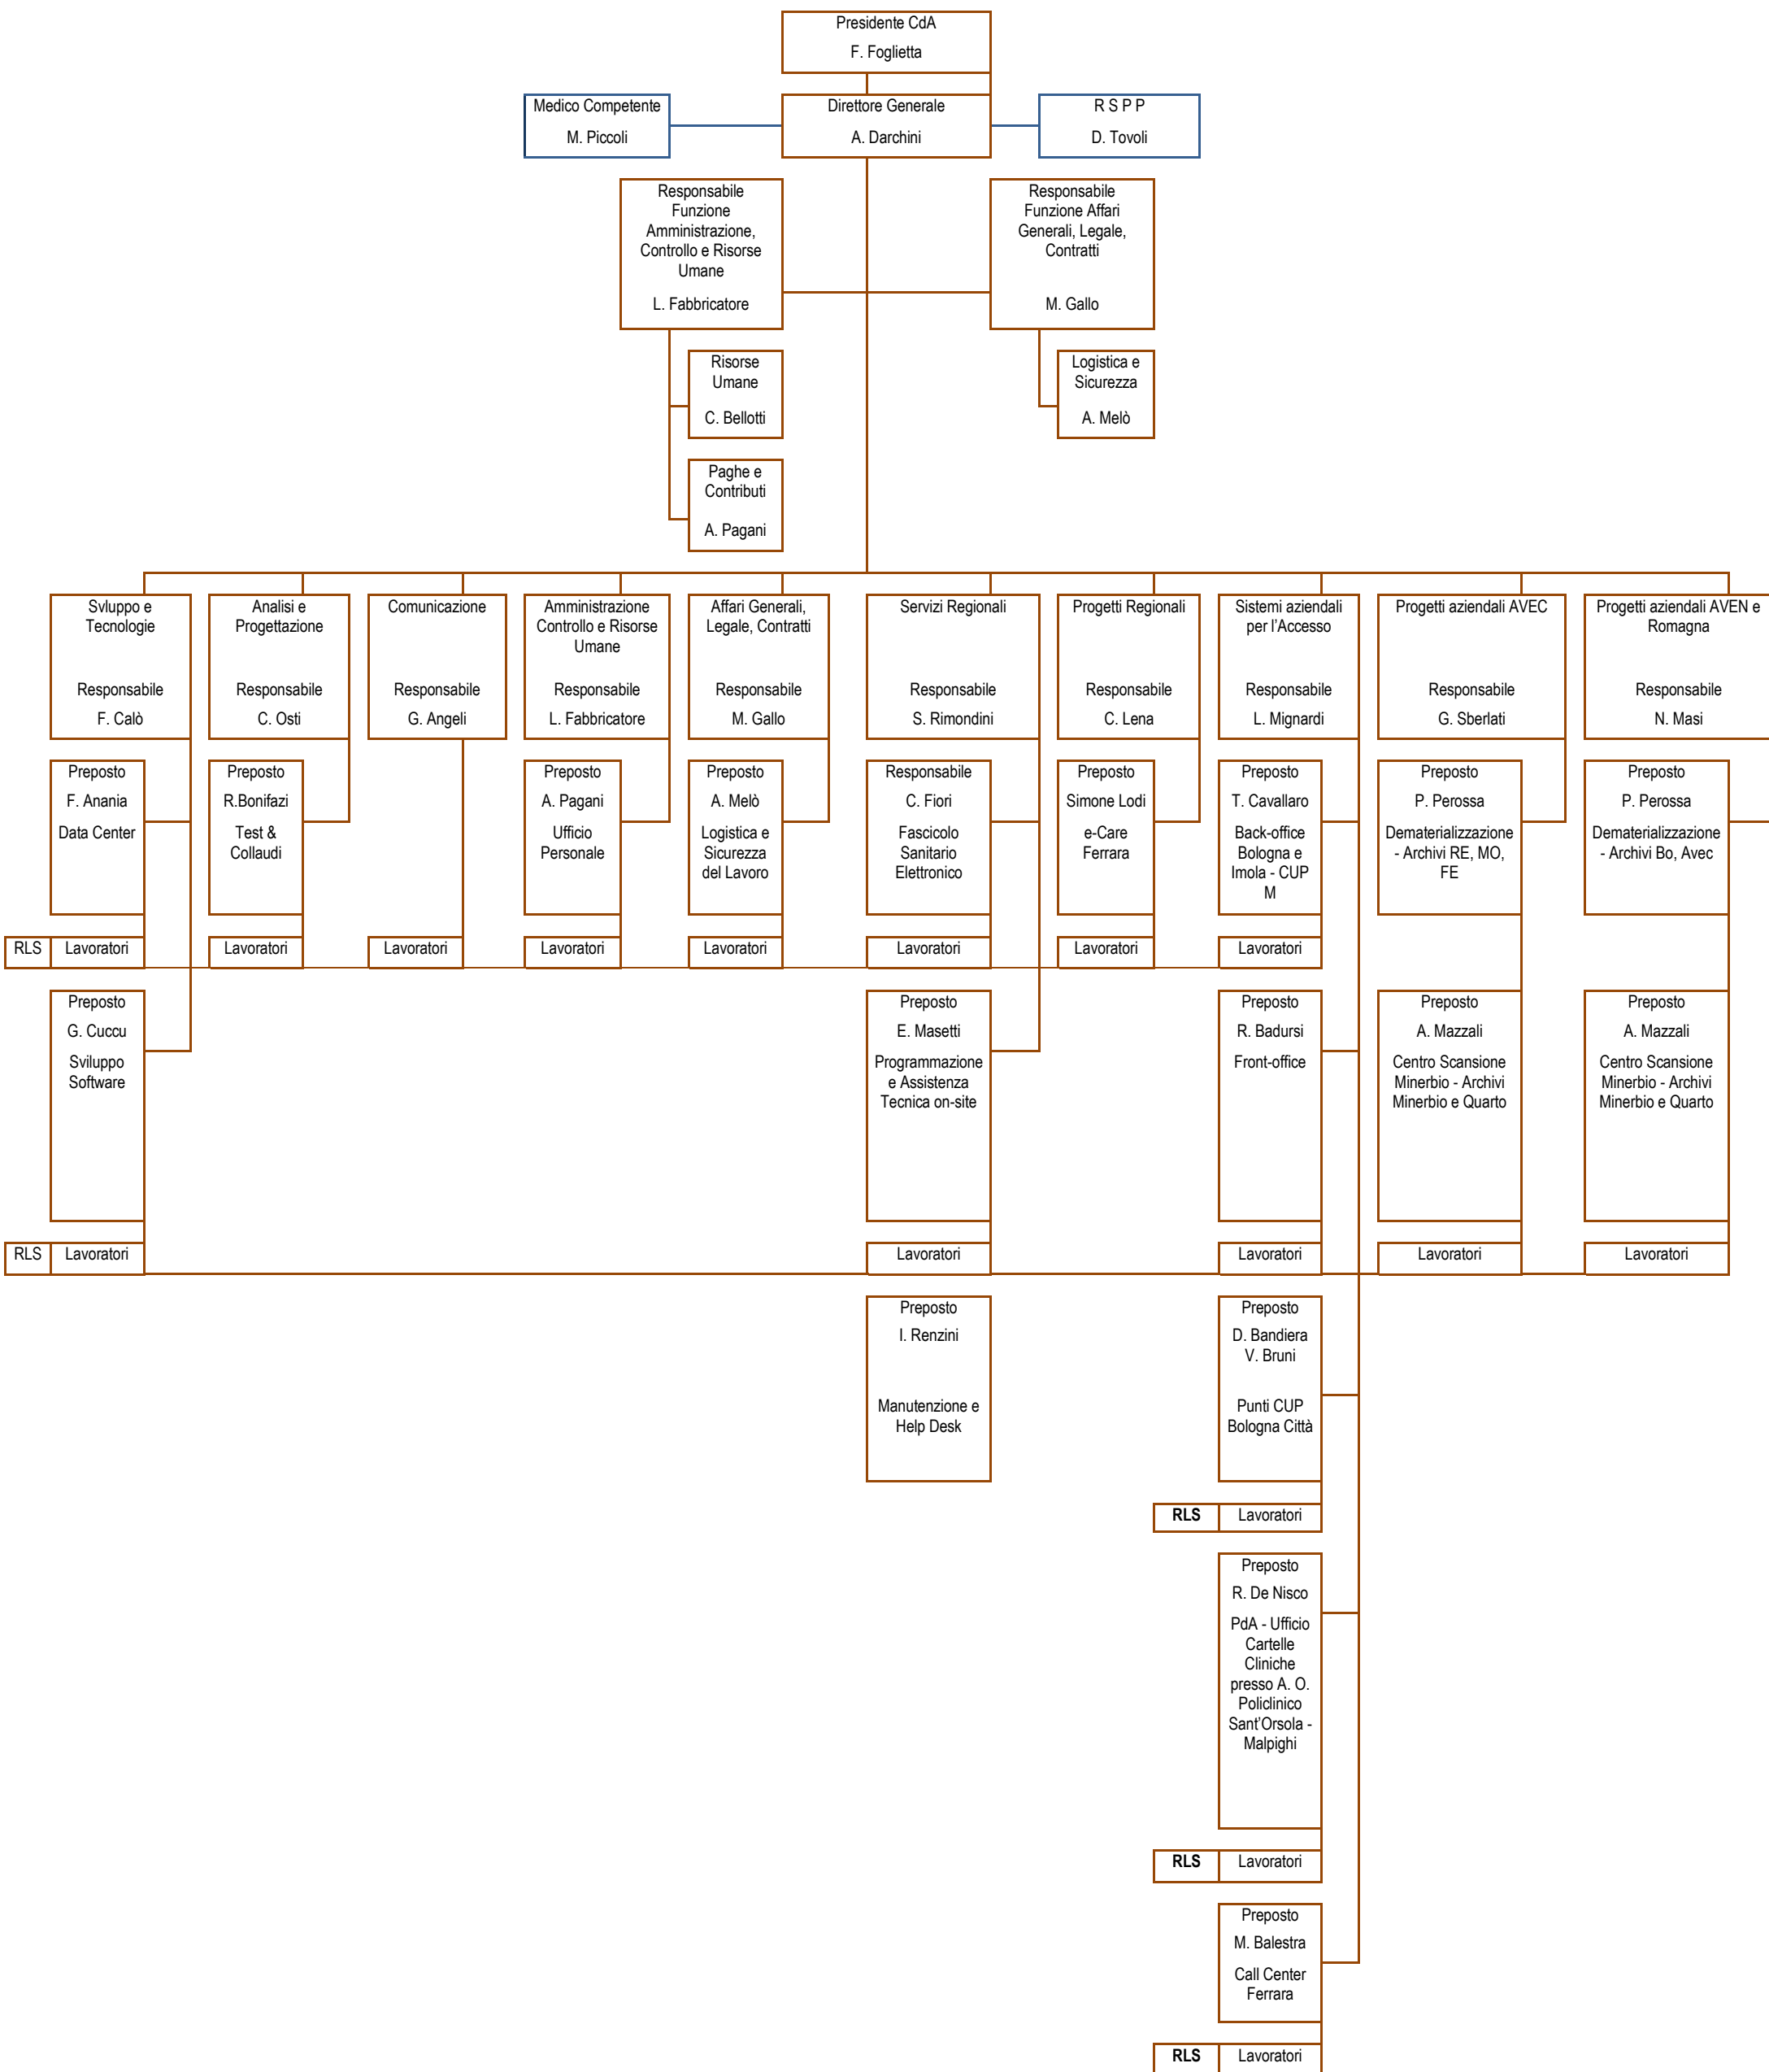 Presidente CdA
F. Foglietta
Medico Competente
M. Piccoli
Direttore Generale
A. Darchini
R S P P
D. Tovoli
Responsabile
Funzione
Amministrazione,
Controllo e Risorse
Umane
L. Fabbricatore
Responsabile
Funzione Affari
Generali, Legale,
Contratti
M. Gallo
Risorse
Umane
C. Bellotti
Logistica e
Sicurezza
A. Melò
Paghe e
Contributi
A. Pagani
Svluppo e
Tecnologie
Responsabile
F. Calò
Analisi e
Progettazione
Responsabile
C. Osti
Comunicazione
Responsabile
G. Angeli
Amministrazione
Controllo e Risorse
Umane
Responsabile
L. Fabbricatore
Affari Generali,
Legale, Contratti
Responsabile
M. Gallo
Servizi Regionali
Responsabile
S. Rimondini
Progetti Regionali
Responsabile
C. Lena
Sistemi aziendali
per l'Accesso
Responsabile
L. Mignardi
Progetti aziendali AVEC
Responsabile
G. Sberlati
Progetti aziendali AVEN e
Romagna
Responsabile
N. Masi
Preposto
F. Anania
Data Center
Preposto
R.Bonifazi
Test &
Collaudi
Preposto
A. Pagani
Ufficio
Personale
Preposto
A. Melò
Logistica e
Sicurezza
del Lavoro
Responsabile
C. Fiori
Fascicolo
Sanitario
Elettronico
Preposto
Simone Lodi
e-Care
Ferrara
Preposto
T. Cavallaro
Back-office
Bologna e
Imola - CUP
M
Preposto
P. Perossa
Dematerializzazione
- Archivi RE, MO,
FE
Preposto
P. Perossa
Dematerializzazione
- Archivi Bo, Avec
RLS
Lavoratori
Lavoratori
Lavoratori
Lavoratori
Lavoratori
Lavoratori
Lavoratori
Lavoratori
Preposto
G. Cuccu
Sviluppo
Software
Preposto
E. Masetti
Programmazione
e Assistenza
Tecnica on-site
Preposto
R. Badursi
Front-office
Preposto
A. Mazzali
Centro Scansione
Minerbio - Archivi
Minerbio e Quarto
Preposto
A. Mazzali
Centro Scansione
Minerbio - Archivi
Minerbio e Quarto
RLS
Lavoratori
Lavoratori
Lavoratori
Lavoratori
Lavoratori
Preposto
I. Renzini
Manutenzione e
Help Desk
Preposto
D. Bandiera
V. Bruni
Punti CUP
Bologna Città
RLS
Lavoratori
Preposto
R. De Nisco
PdA - Ufficio
Cartelle
Cliniche
presso A. O.
Policlinico
Sant'Orsola -
Malpighi
RLS
Lavoratori
Preposto
M. Balestra
Call Center
Ferrara
RLS
Lavoratori